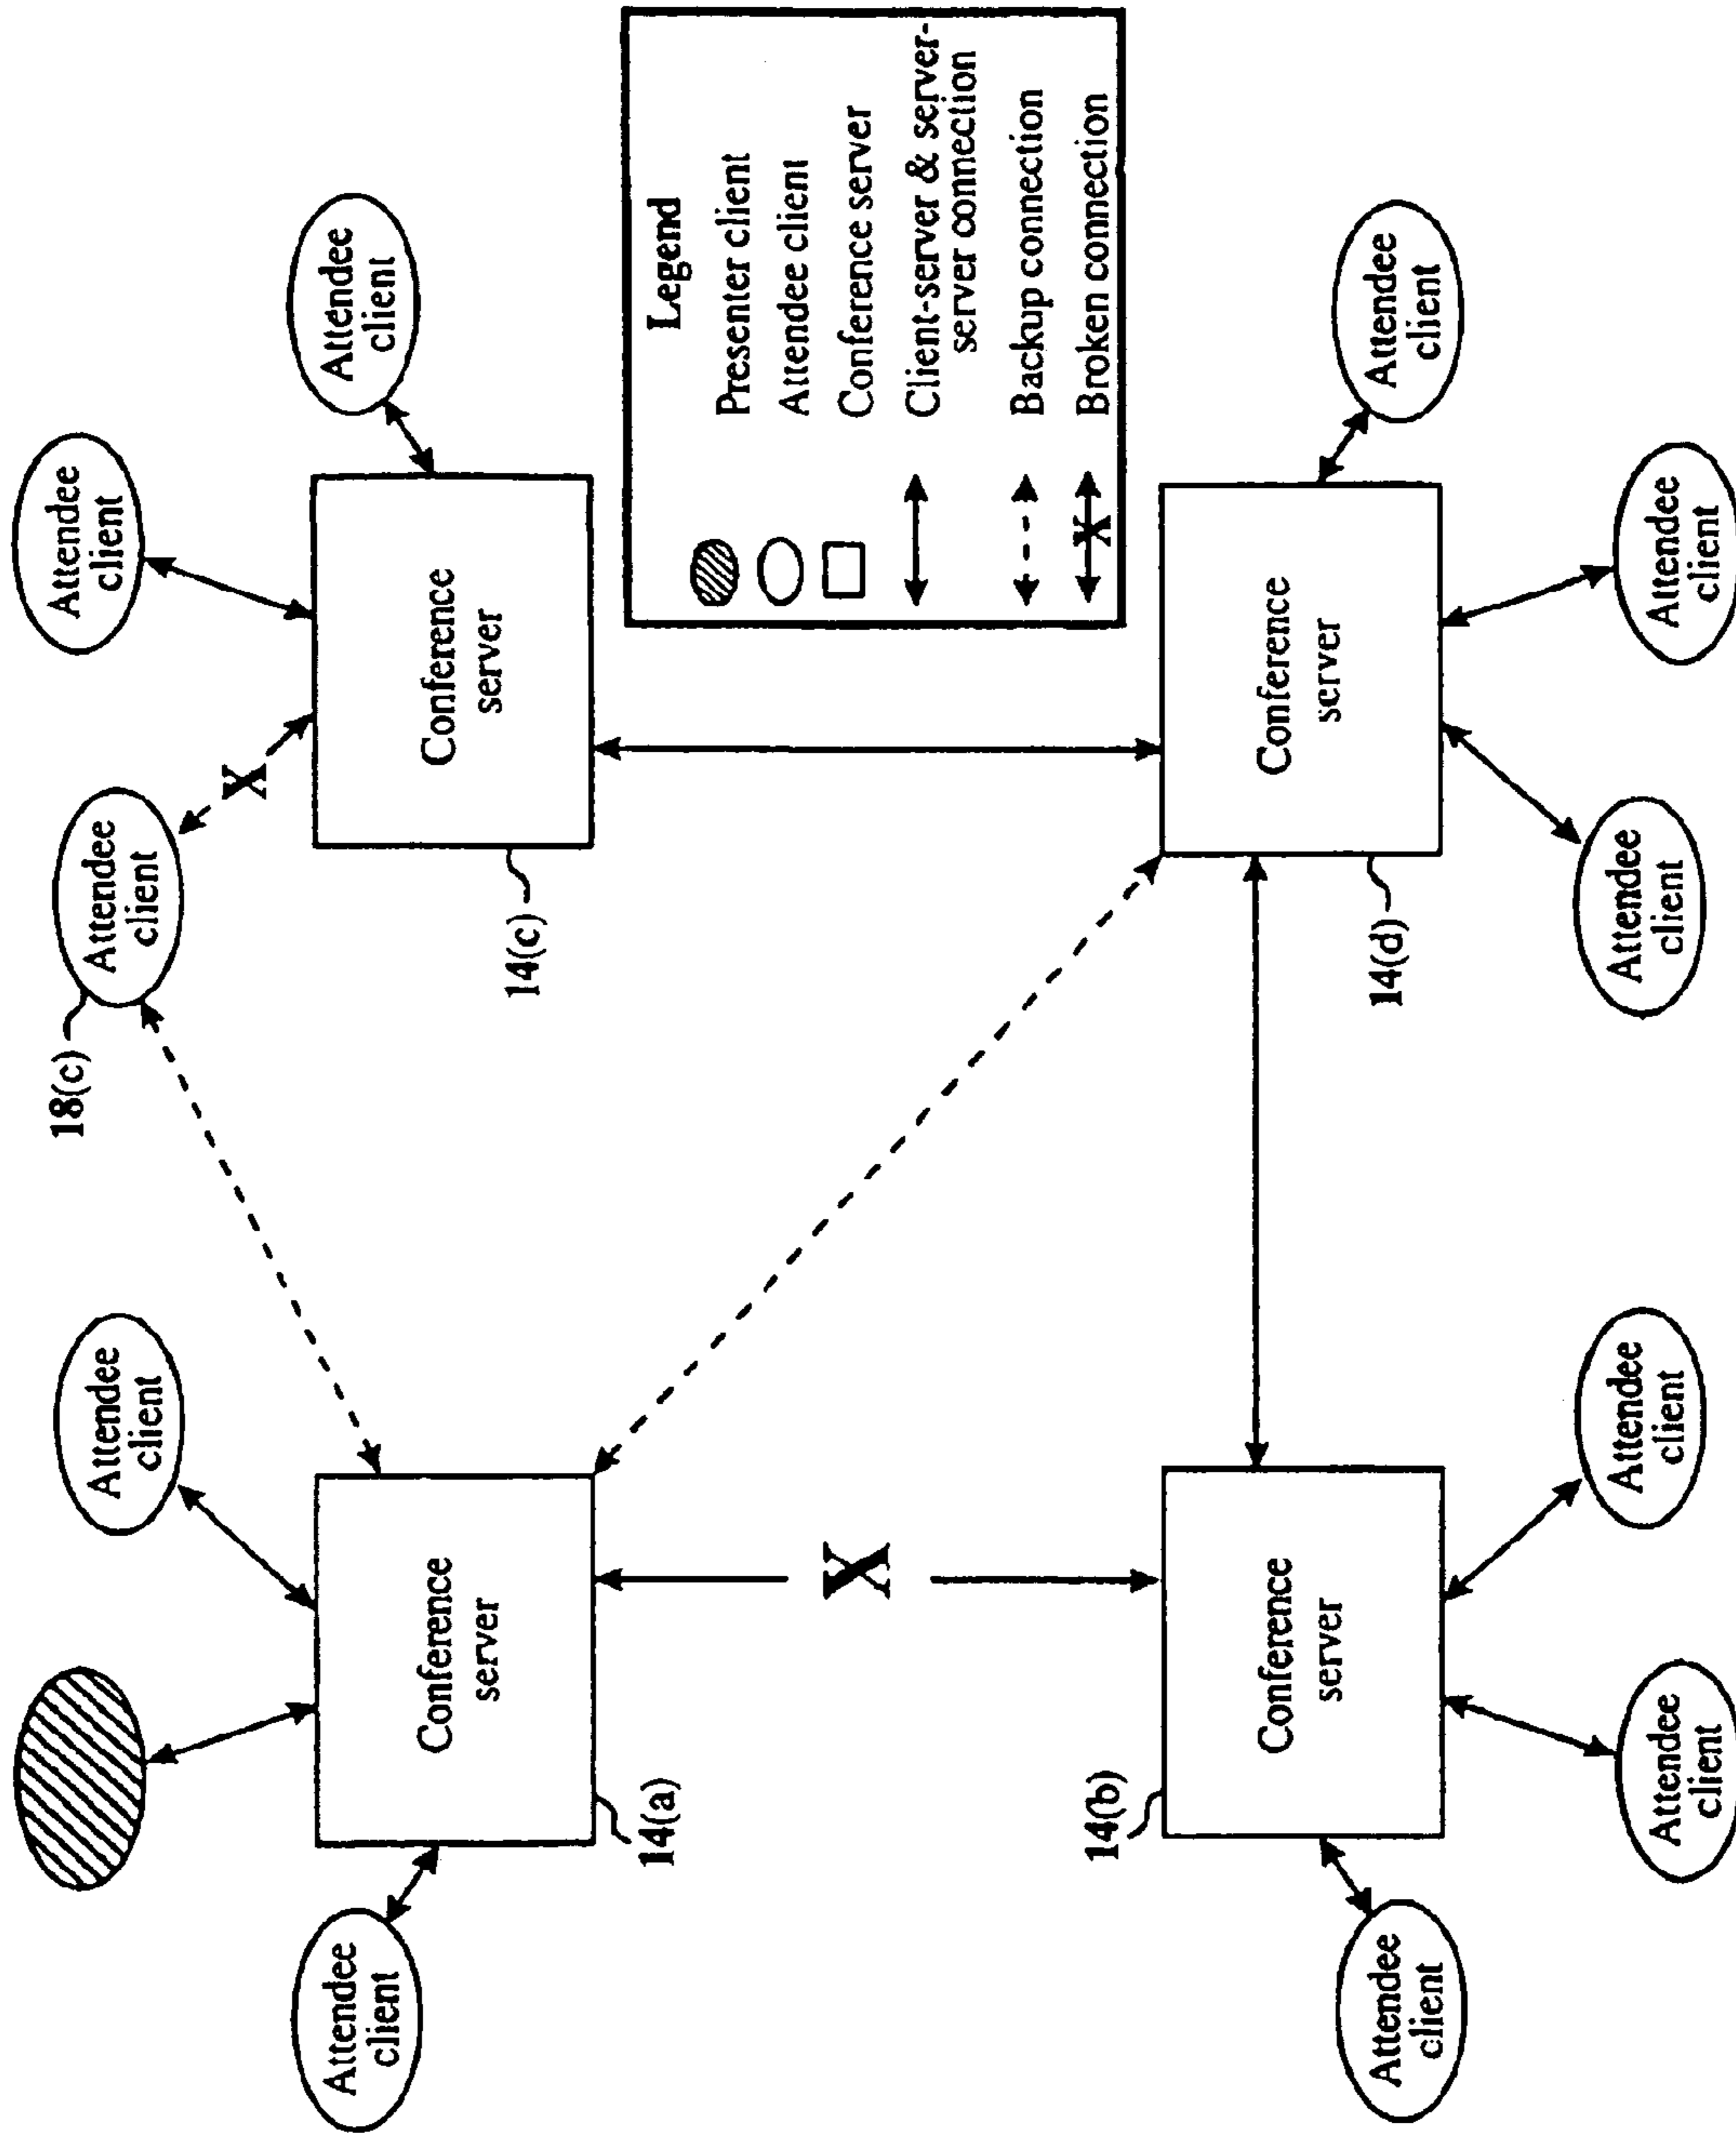 18(c)
Attendee
client
Attendee
client
Attendee
client
X
Attendee
client
Attendee
client
Conference
server
Conference
server
14(c)
14(a)
X
Legend
Presenter client
Attendee client
Conference server
Client-server & server-
server connection
Backup connection
X
Broken connection
14(b)
Conference
server
Conference
server
14(d)
Attendee
client
Attendee
client
Attendee
client
Attendee
client
Attendee
client
Attendee
client